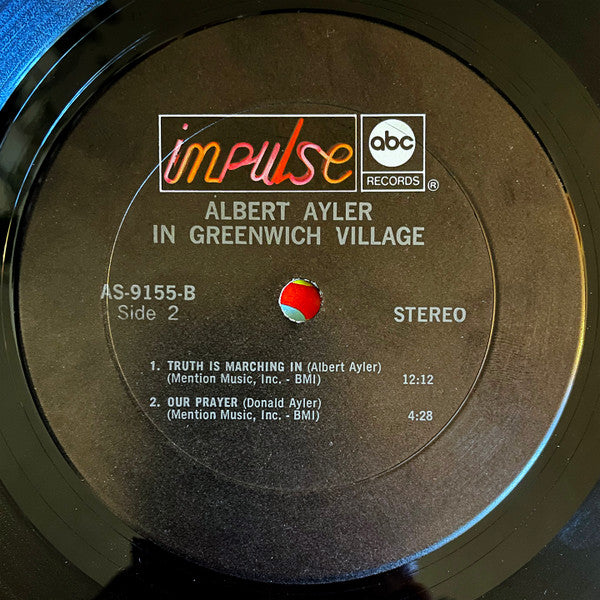 impulse
abc
RECORDS ®
ALBERT AYLER
IN GREENWICH VILLAGE
AS-9155-B
Side 2
STEREO
1. TRUTH IS MARCHING IN (Albert Ayler)
(Mention Music, Inc. - BMI) 12:12
2. OUR PRAYER (Donald Ayler)
(Mention Music, Inc. - BMI) 4:28